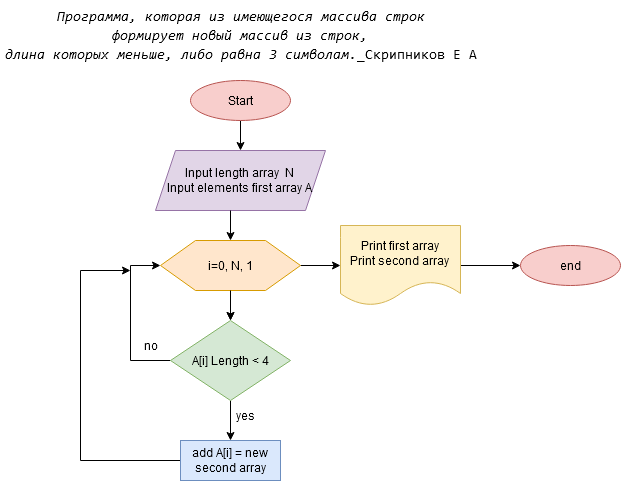 Программа, которая из имеющегося массива строк
формирует новый массив из строк,
длина которых меньше, либо равна 3 символам._Скрипников Е А
Start
Input length array N
Input elements first array A
i=0, N, 1
Print first array
Print second array
end
no
A[i] Length < 4
yes
add A[i] = new
second array